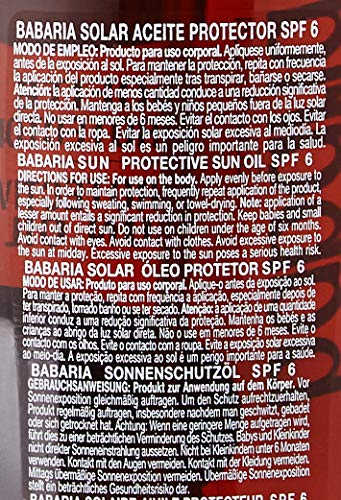 BABARIA SOLAR ACEITE PROTECTOR SPF 6
MODO DE EMPLEO: Producto para uso corporal. Aplíquese uniformemente,
antes de la exposición al sol. Para mantener la protección, repita con frecuencia
la aplicación del producto especialmente tras transpirar, bañarse o secarse.
Atención: la aplicación de menos cantidad conduce a una reducción significativa
de la protección. Mantenga a los bebés y niños pequeños fuera de la luz solar
directa. No usar en menores de 6 meses. Evitar el contacto con los ojos. Evitar
el contacto con la ropa. Evitar la exposición solar excesiva al mediodía. La
exposición excesiva al sol es un peligro importante para la salud.
BABARIA SUN PROTECTIVE SUN OIL SPF 6
DIRECTIONS FOR USE: For use on the body. Apply evenly before exposure to
the sun. In order to maintain protection, frequently repeat application of the product,
especially following sweating, swimming, or towel-drying. Note: application of a
lesser amount entails a significant reduction in protection. Keep babies and small
children out of direct sun. Do not use on children under the age of six months.
Avoid contact with eyes. Avoid contact with clothes. Avoid excessive exposure to
the sun at midday. Excessive exposure to the sun poses a serious health risk.
BABARIA SOLAR ÓLEO PROTETOR SPF 6
MODO DE USAR: Produto para uso corporal. Aplicar uniformemente antes da exposição ao sol.
Para manter a proteção, repita com frequência a aplicação, especialmente depois de
ter transpirado, tomado banho ou se ter secado. Atenção: à aplicação de uma quantidade
inferior conduz a uma redução significativa da proteção. Mantenha os bebés e as
crianças ao abrigo da luz solar direta. Não usar em menores de 6 meses. Evite o
contacto com os olhos. Evite o contacto com a roupa. Evite a exposição solar excessiva
ao meio-dia. A exposição excessiva ao sol é um perigo importante para a saúde.
BABARIA SONNENSCHUTZÖL SPF 6
GEBRAUCHSANWEISUNG: Produkt zur Anwendung auf dem Körper. Vor
Sonnenexposition gleichmäßig auftragen. Um den Schutz aufrechtzuerhalten,
Produkt regelmäßig auftragen, insbesondere nachdem man geschwitzt, gebadet
oder sich getrocknet hat. Achtung: Wenn eine geringere Menge aufgetragen wird,
führt dies zu einer beträchtlichen Verminderung des Schutzes. Babys und Kleinkinder
nicht direkter Sonneneinstrahlung aussetzen. Nicht bei Kleinkindern unter 6 Monaten
verwenden. Kontakt mit den Augen vermeiden. Kontakt mit der Kleidung vermeiden.
Mittags übermäßige Sonnenexposition vermeiden. Übermäßige Sonnenexposition
stellt ein beträchtliches Gesundheitsrisiko dar.
BABARIA SOLAIRE HUILE PROTECTEUR SPF 6